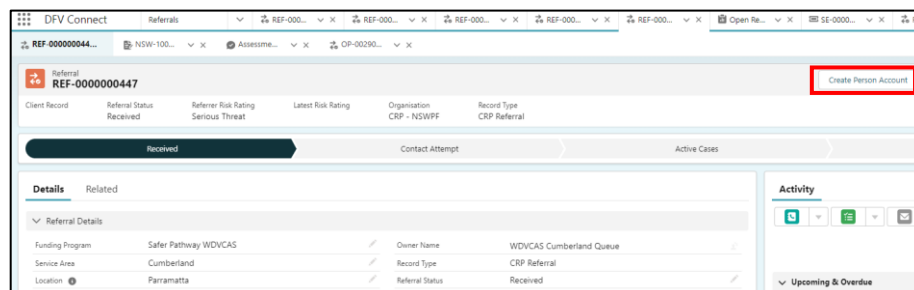 DFV Connect Referrals REF-000... REF-000... REF-000... REF-000... REF-000... Open Re... SE-0000...
REF-000000044... NSW-100... Assessme... OP-00290...
Referral
REF-0000000447
Create Person Account
Client Record Referral Status Referrer Risk Rating Latest Risk Rating Organisation Record Type
Received Serious Threat CRP - NSWPF CRP Referral
Received Contact Attempt Active Cases
Details Related
Activity
Referral Details
Funding Program Safer Pathway WDVCAS Owner Name WDVCAS Cumberland Queue
Service Area Cumberland Record Type CRP Referral
Location Parramatta Referral Status Received
Upcoming & Overdue